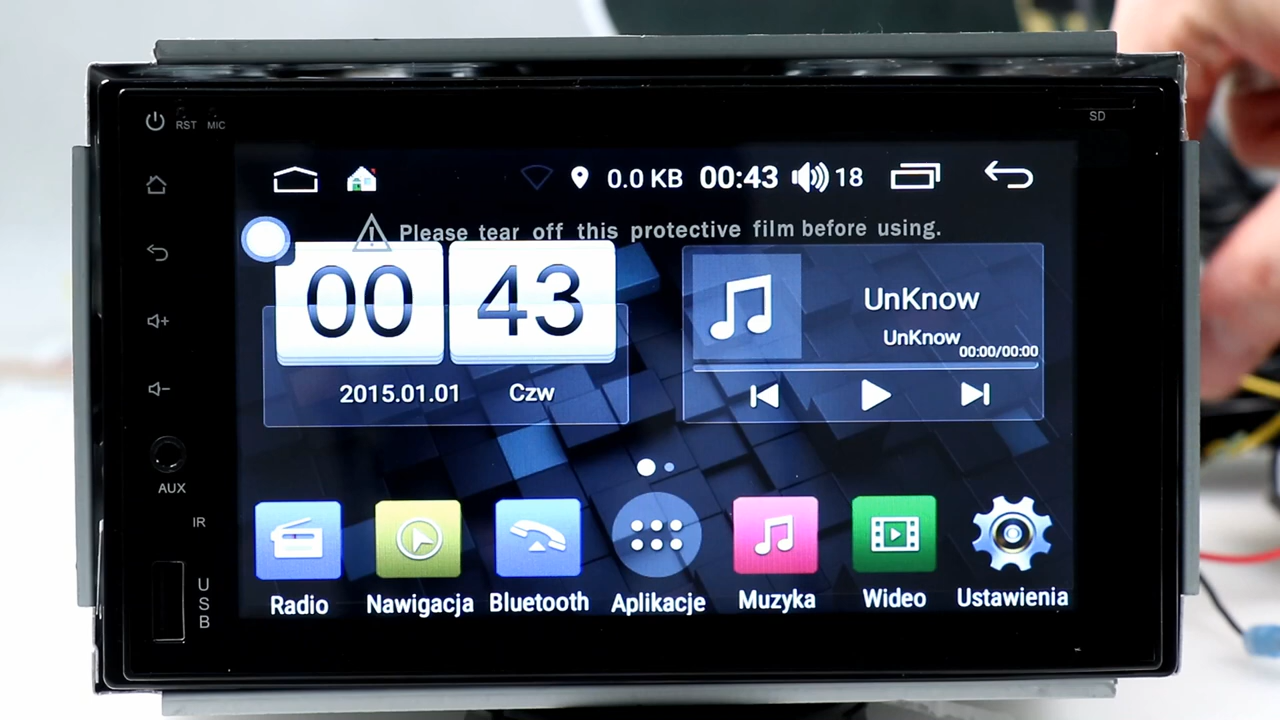 RST MIC
SD
0.0 KB 00:43 18
Please tear off this protective film before using.
00 43
2015.01.01 Czw
UnKnow
UnKnow
00:00/00:00
AUX
IR
USB
Radio Nawigacja Bluetooth Aplikacje Muzyka Wideo Ustawienia